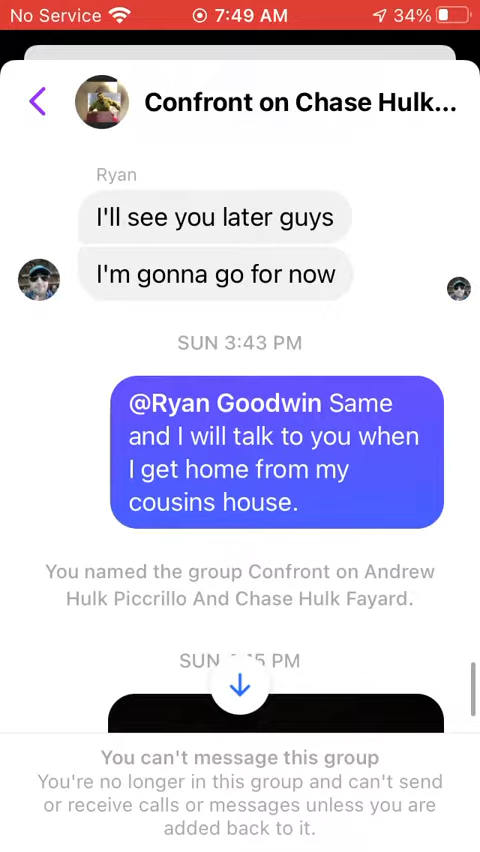 No Service 7:49 AM 34%
Confront on Chase Hulk...
Ryan
I'll see you later guys
I'm gonna go for now
SUN 3:43 PM
@Ryan Goodwin Same
and I will talk to you when
I get home from my
cousins house.
You named the group Confront on Andrew
Hulk Piccrillo And Chase Hulk Fayard.
SUN PM
You can't message this group
You're no longer in this group and can't send
or receive calls or messages unless you are
added back to it.